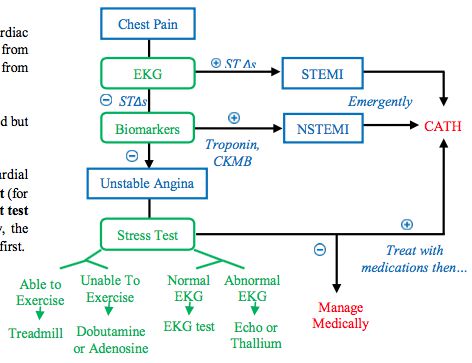 rdiac
from
from
d but
rdial
t (for
t test
y, the
first.
Chest Pain
EKG
⊕ ST Δs
STEMI
⊖ STΔs
Emergently
Biomarkers
⊕
NSTEMI
CATH
Troponin,
CKMB
⊖
Unstable Angina
Stress Test
⊕
⊖
Treat with
medications then…
Able to
Exercise
Unable To
Exercise
Normal
EKG
Abnormal
EKG
Treadmill
Dobutamine
or Adenosine
EKG test
Echo or
Thallium
Manage
Medically